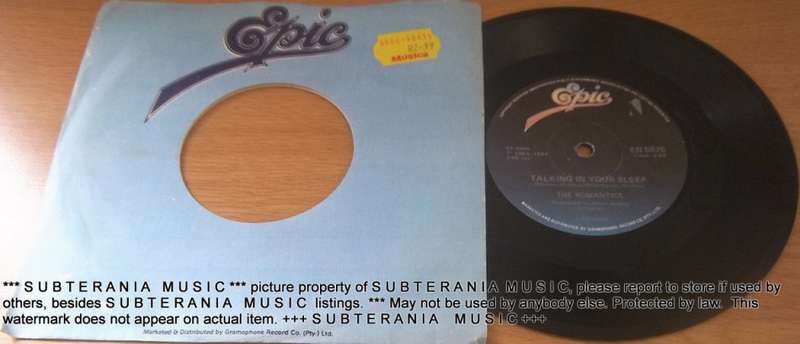 Epic
Musica
Epic
TALKING IN YOUR SLEEP
THE ROMANTICS
*** S U B T E R A N I A M U S I C *** picture property of S U B T E R A N I A M U S I C, please report to store if used by
others, besides S U B T E R A N I A M U S I C listings. *** May not be used by anybody else. Protected by law. This
watermark does not appear on actual item. +++ S U B T E R A N I A M U S I C +++
Marketed & Distributed by Gramophone Record Co. (Pty.) Ltd.